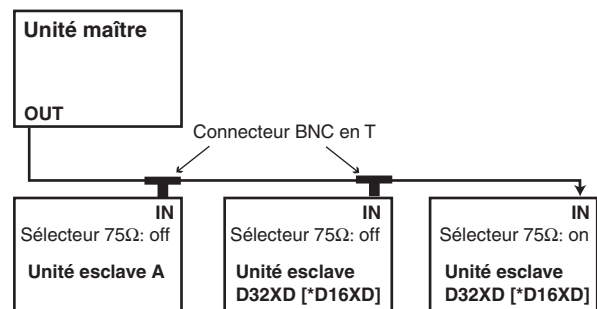 Unité maître
OUT
Connecteur BNC en T
IN
Sélecteur 75Ω: off
Unité esclave A
IN
Sélecteur 75Ω: off
Unité esclave
D32XD [*D16XD]
IN
Sélecteur 75Ω: on
Unité esclave
D32XD [*D16XD]